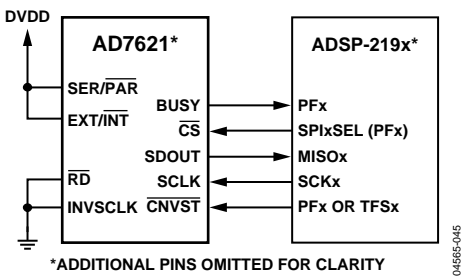 DVDD
AD7621*
ADSP-219x*
SER/PAR
EXT/INT
BUSY
PFx
CS
SPIxSEL (PFx)
SDOUT
MISOx
RD
SCLK
SCKx
INVSCLK
CNVST
PFx OR TFSx
*ADDITIONAL PINS OMITTED FOR CLARITY
04565-045